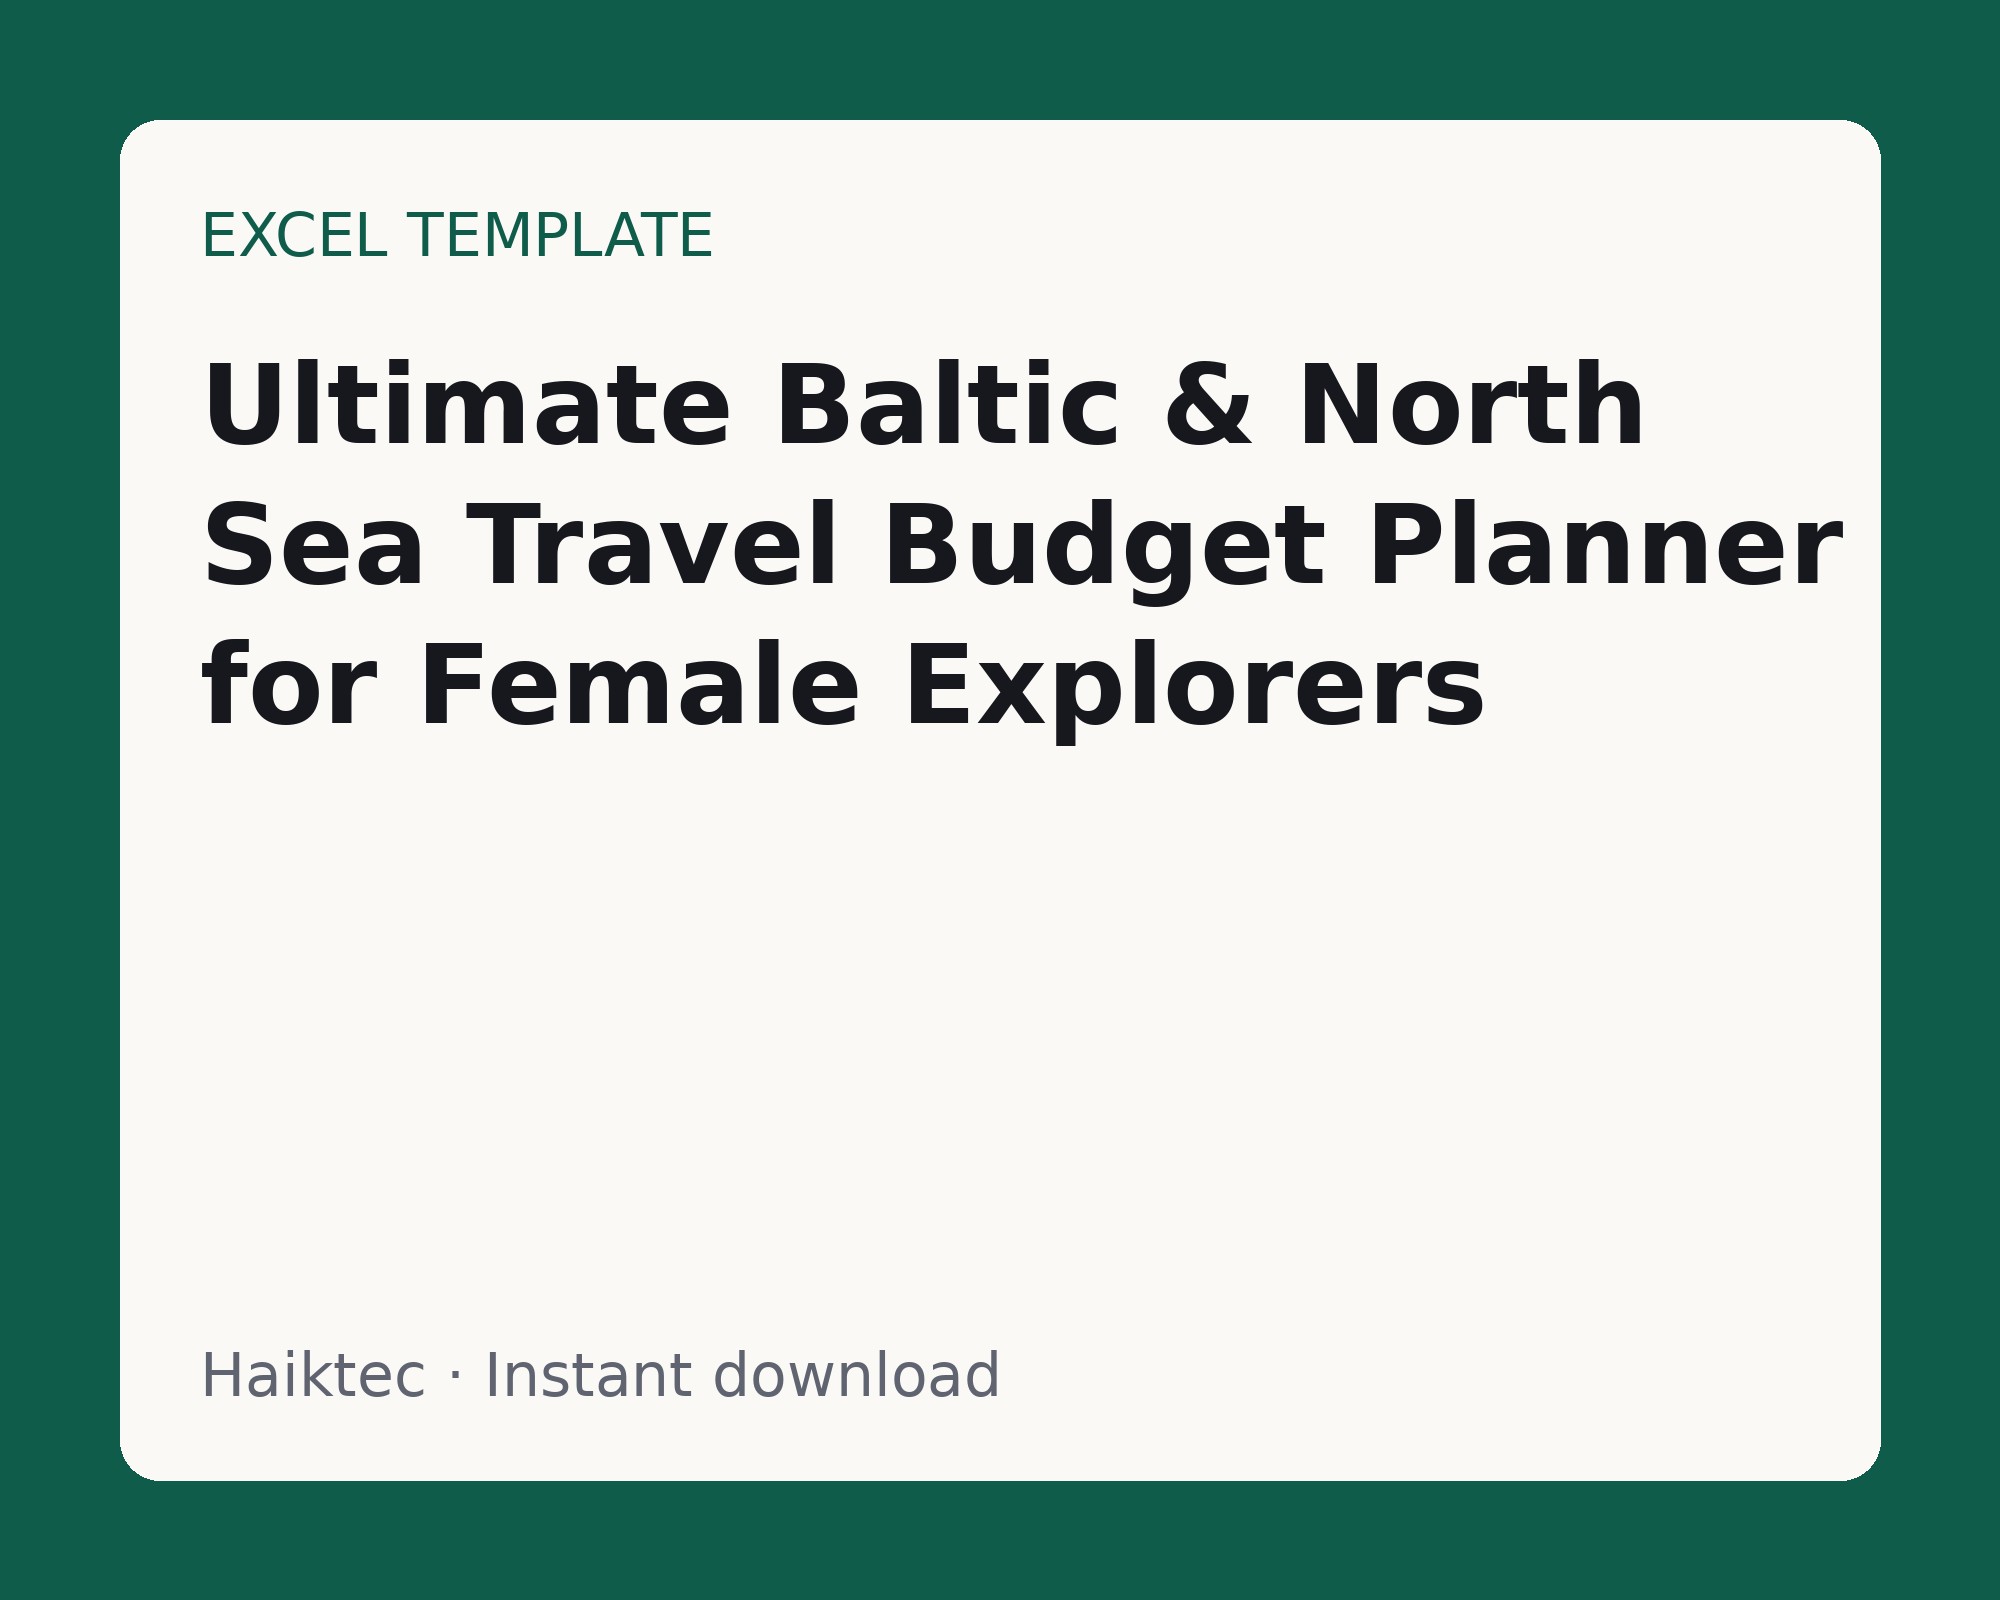 EXCEL TEMPLATE
Ultimate Baltic & North
Sea Travel Budget Planner
for Female Explorers
Haiktec · Instant download